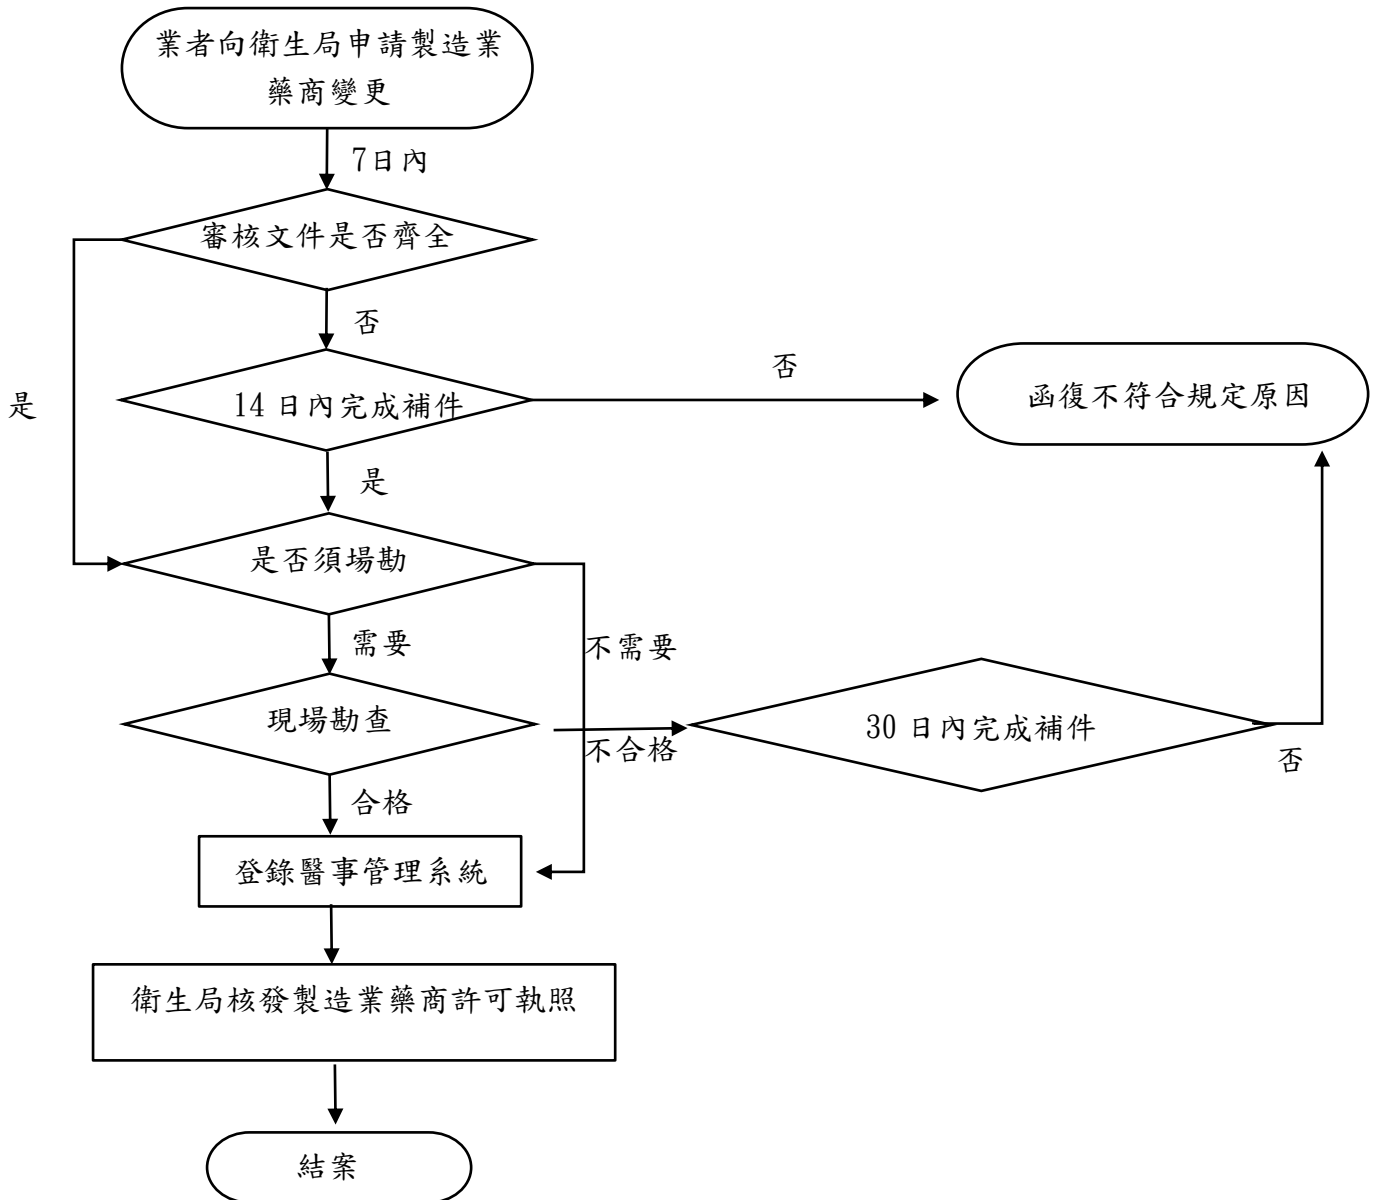 業者向衛生局申請製造業
藥商變更
7日內
審核文件是否齊全
否
14 日內完成補件
否
函復不符合規定原因
是
是
是否須場勘
需要
不需要
現場勘查
不合格
30 日內完成補件
否
合格
登錄醫事管理系統
衛生局核發製造業藥商許可執照
結案